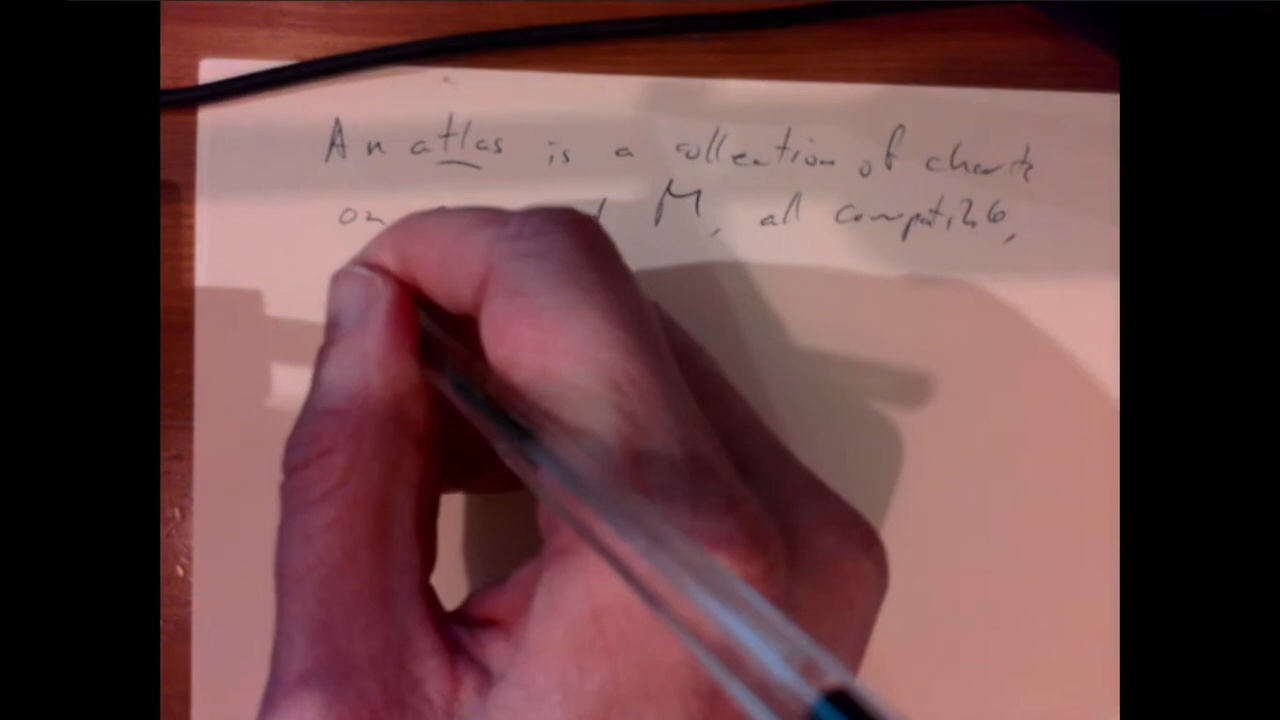 An atlas is a collection of charts
on M, all compatible,